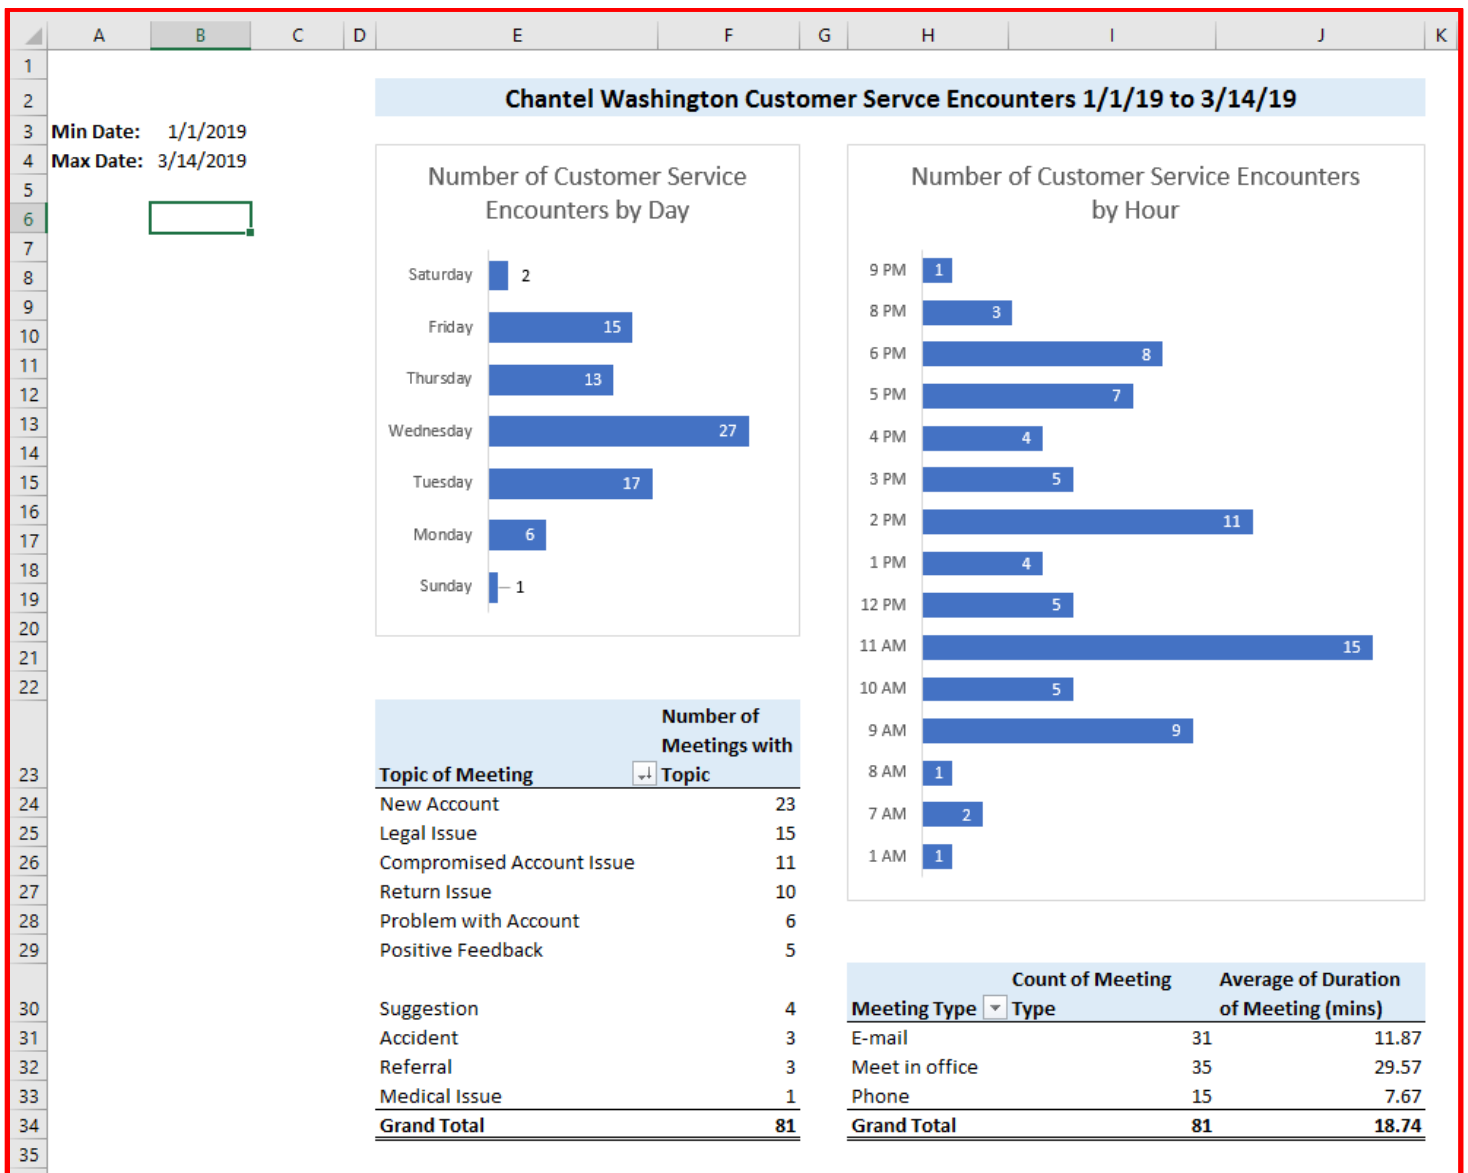 A B C D E F G H I J K
1
2 Chantel Washington Customer Servce Encounters 1/1/19 to 3/14/19
3 Min Date: 1/1/2019
4 Max Date: 3/14/2019
5
6
7
8
9
10
11
12
13
14
15
16
17
18
19
20
21
22
Number of Customer Service
Encounters by Day
Saturday 2
Friday 15
Thursday 13
Wednesday 27
Tuesday 17
Monday 6
Sunday 1
Number of Customer Service Encounters
by Hour
9 PM 1
8 PM 3
6 PM 8
5 PM 7
4 PM 4
3 PM 5
2 PM 11
1 PM 4
12 PM 5
11 AM 15
10 AM 5
9 AM 9
8 AM 1
7 AM 2
1 AM 1
Number of
Meetings with
23 Topic of Meeting Topic
24 New Account 23
25 Legal Issue 15
26 Compromised Account Issue 11
27 Return Issue 10
28 Problem with Account 6
29 Positive Feedback 5
30 Suggestion 4
31 Accident 3
32 Referral 3
33 Medical Issue 1
34 Grand Total 81
35
Count of Meeting Average of Duration
Meeting Type Type of Meeting (mins)
E-mail 31 11.87
Meet in office 35 29.57
Phone 15 7.67
Grand Total 81 18.74